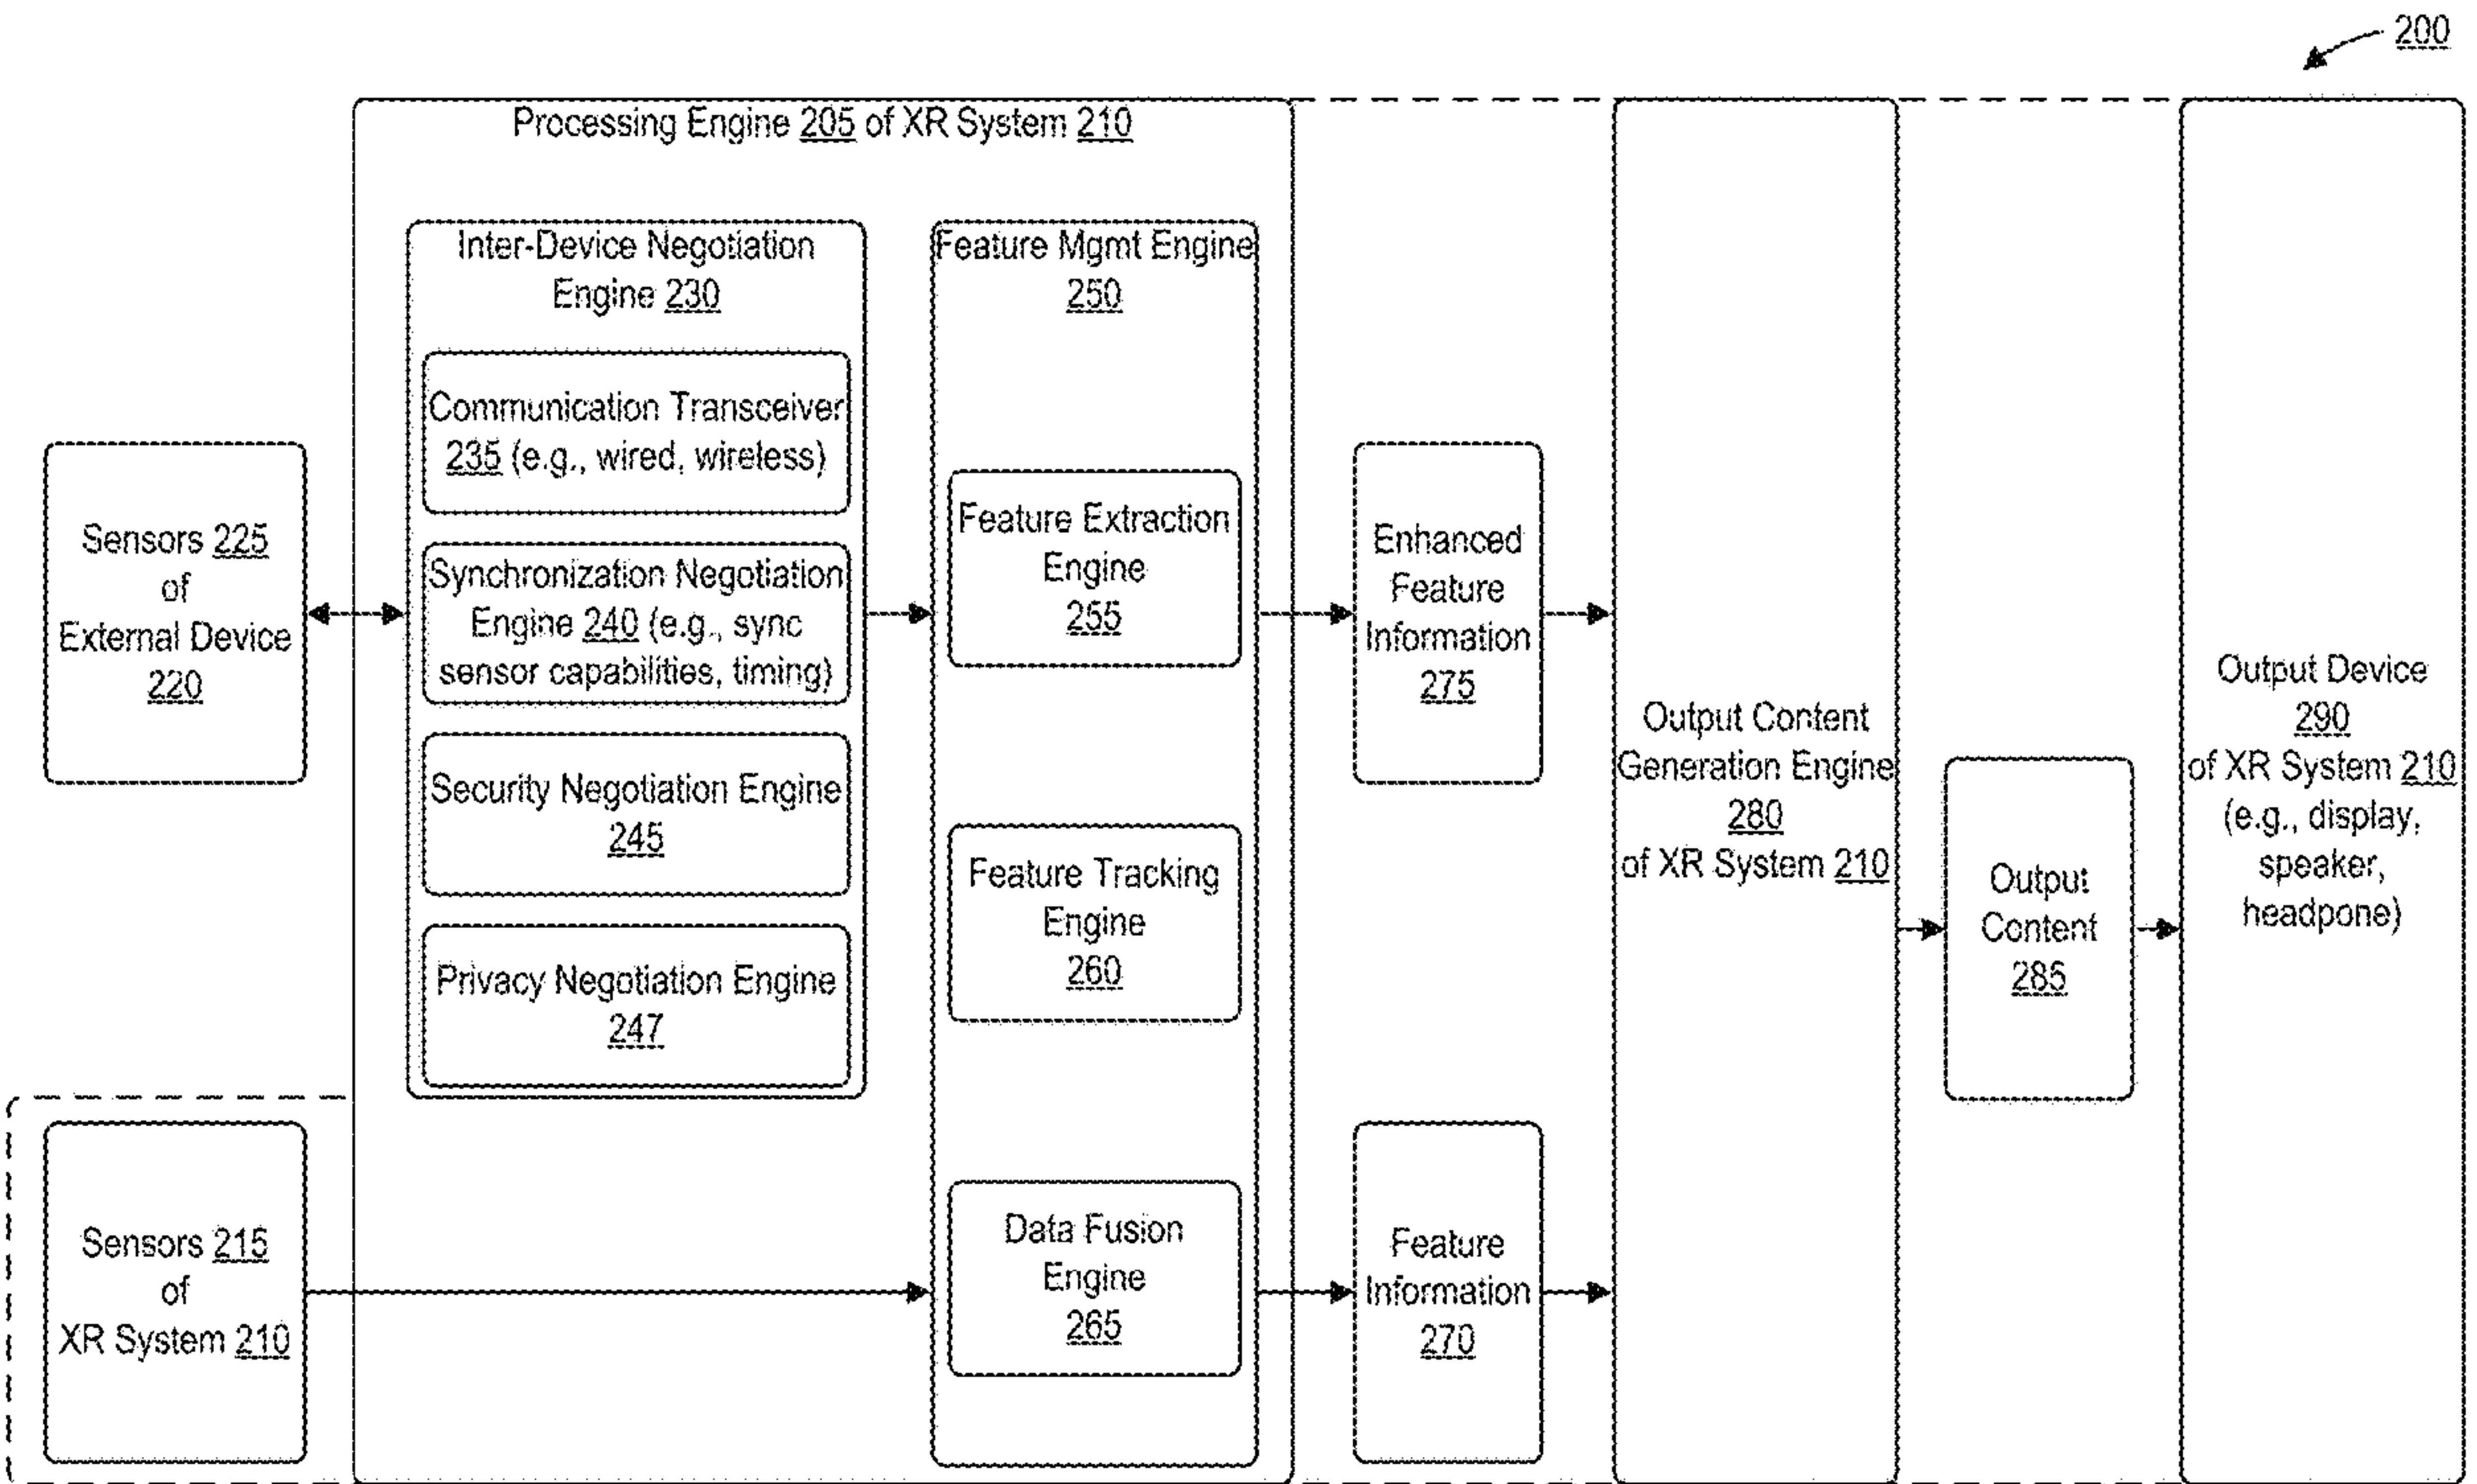 200
Processing Engine 205 of XR System 210
Inter-Device Negotiation
Engine 230
Communication Transceiver
235 (e.g., wired, wireless)
Synchronization Negotiation
Engine 240 (e.g., sync
sensor capabilities, timing)
Security Negotiation Engine
245
Privacy Negotiation Engine
247
Feature Mgmt Engine
250
Feature Extraction
Engine
255
Feature Tracking
Engine
260
Data Fusion
Engine
265
Sensors 225
of
External Device
220
Sensors 215
of
XR System 210
Enhanced
Feature
Information
275
Feature
Information
270
Output Content
Generation Engine
280
of XR System 210
Output
Content
285
Output Device
290
of XR System 210
(e.g., display,
speaker,
headpone)